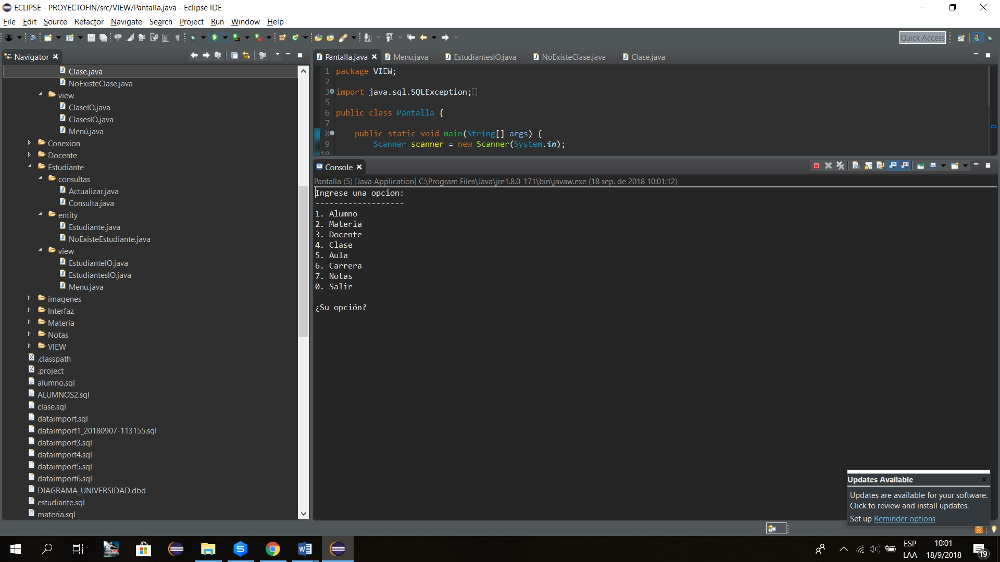 ECLIPSE - PROYECTOFIN/src/VIEW/Pantalla.java - Eclipse IDE
File Edit Source Refactor Navigate Search Project Run Window Help
Quick Access
Navigator
Clase.java
NoExisteClase.java
view
ClaseIO.java
ClasesIO.java
Menú.java
Conexion
Docente
Estudiante
consultas
Actualizar.java
Consulta.java
entity
Estudiante.java
NoExisteEstudiante.java
view
EstudianteIO.java
EstudiantesIO.java
Menu.java
imagenes
Interfaz
Materia
Notas
VIEW
.classpath
.project
alumno.sql
ALUMNOS2.sql
clase.sql
dataimport.sql
dataimport1_20180907-113155.sql
dataimport3.sql
dataimport4.sql
dataimport5.sql
dataimport6.sql
DIAGRAMA_UNIVERSIDAD.dbd
estudiante.sql
materia.sql
Pantalla.java Menu.java EstudiantesIO.java NoExisteClase.java Clase.java
1 package VIEW;
2
3 import java.sql.SQLException;
5
6 public class Pantalla {
7
8 public static void main(String[] args) {
9 Scanner scanner = new Scanner(System.in);
10
Console
Pantalla (5) [Java Application] C:\Program Files\Java\jre1.8.0_171\bin\javaw.exe (18 sep. de 2018 10:01:12)
Ingrese una opcion:
-------------------
1. Alumno
2. Materia
3. Docente
4. Clase
5. Aula
6. Carrera
7. Notas
0. Salir
¿Su opción?
Updates Available
Updates are available for your software.
Click to review and install updates.
Set up Reminder options
ESP
LAA
10:01
18/9/2018
19